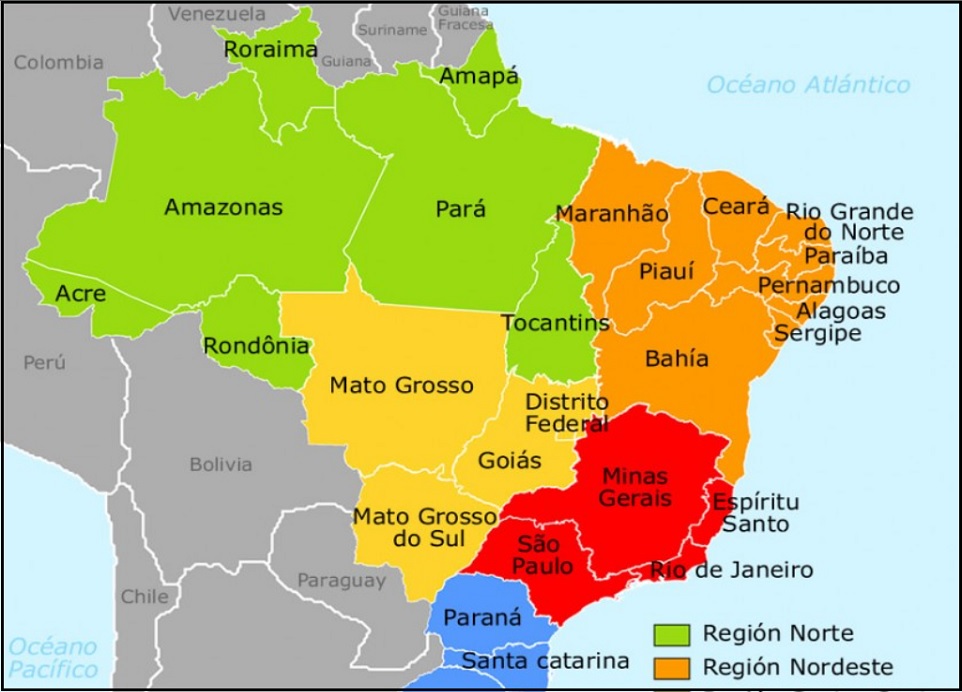 Venezuela
Guiana
Fracesa
Suriname
Roraima
Guiana
Colombia
Amapá
Océano Atlántico
Amazonas
Pará
Maranhão
Ceará
Rio Grande
do Norte
Paraíba
Piauí
Pernambuco
Acre
Alagoas
Tocantins
Sergipe
Rondônia
Perú
Bahía
Mato Grosso
Distrito
Federal
Goiás
Bolivia
Minas
Gerais
Espíritu
Santo
Mato Grosso
do Sul
São
Paulo
Rio de Janeiro
Paraguay
Chile
Paraná
Océano
Pacífico
Santa catarina
Región Norte
Región Nordeste